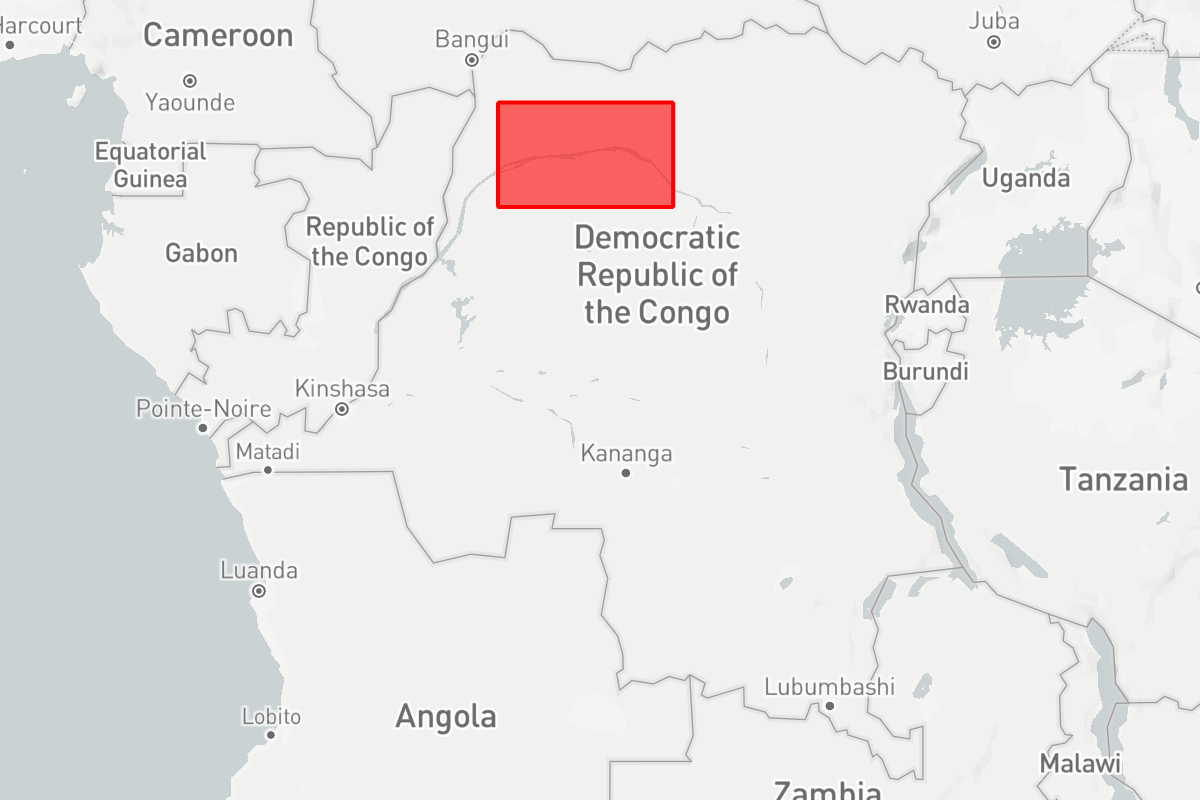 Harcourt
Cameroon
Bangui
Juba
Yaounde
Equatorial
Guinea
Uganda
Republic of
the Congo
Gabon
Democratic
Republic of
the Congo
Rwanda
Burundi
Kinshasa
Pointe-Noire
Matadi
Kananga
Tanzania
Luanda
Lubumbashi
Angola
Lobito
Malawi
Zambia